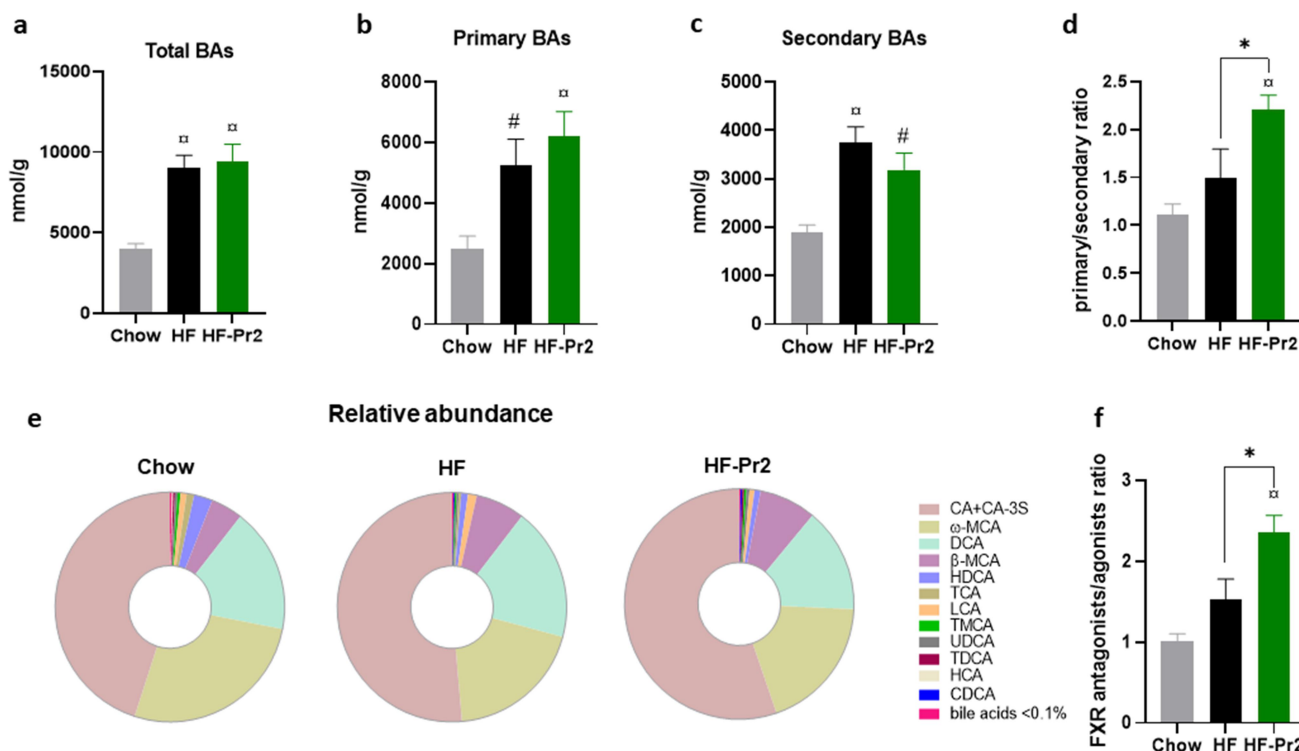 a
Total BAs
15000
10000
5000
0
nmol/g
¤
¤
Chow HF HF-Pr2
b
Primary BAs
8000
6000
4000
2000
0
nmol/g
#
¤
Chow HF HF-Pr2
c
Secondary BAs
5000
4000
3000
2000
1000
0
nmol/g
¤
#
Chow HF HF-Pr2
d
2.5
2.0
1.5
1.0
0.5
0.0
primary/secondary ratio
*
¤
Chow HF HF-Pr2
e
Relative abundance
Chow
HF
HF-Pr2
CA+CA-3S
ω-MCA
DCA
β-MCA
HDCA
TCA
LCA
TMCA
UDCA
TDCA
HCA
CDCA
bile acids <0.1%
f
3
2
1
0
FXR antagonists/agonists ratio
*
¤
Chow HF HF-Pr2